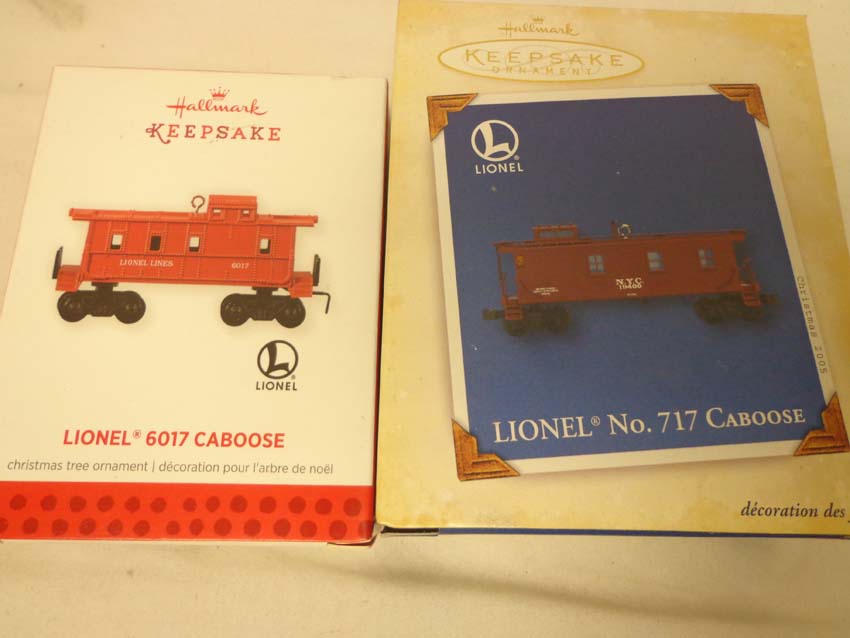 Hallmark
KEEPSAKE
LIONEL LINES 6017
L
LIONEL
LIONEL® 6017 CABOOSE
christmas tree ornament | décoration pour l'arbre de noël
Hallmark
KEEPSAKE
ORNAMENT
L
LIONEL
N.Y.C.
19400
Christmas 2005
LIONEL® No. 717 CABOOSE
décoration des